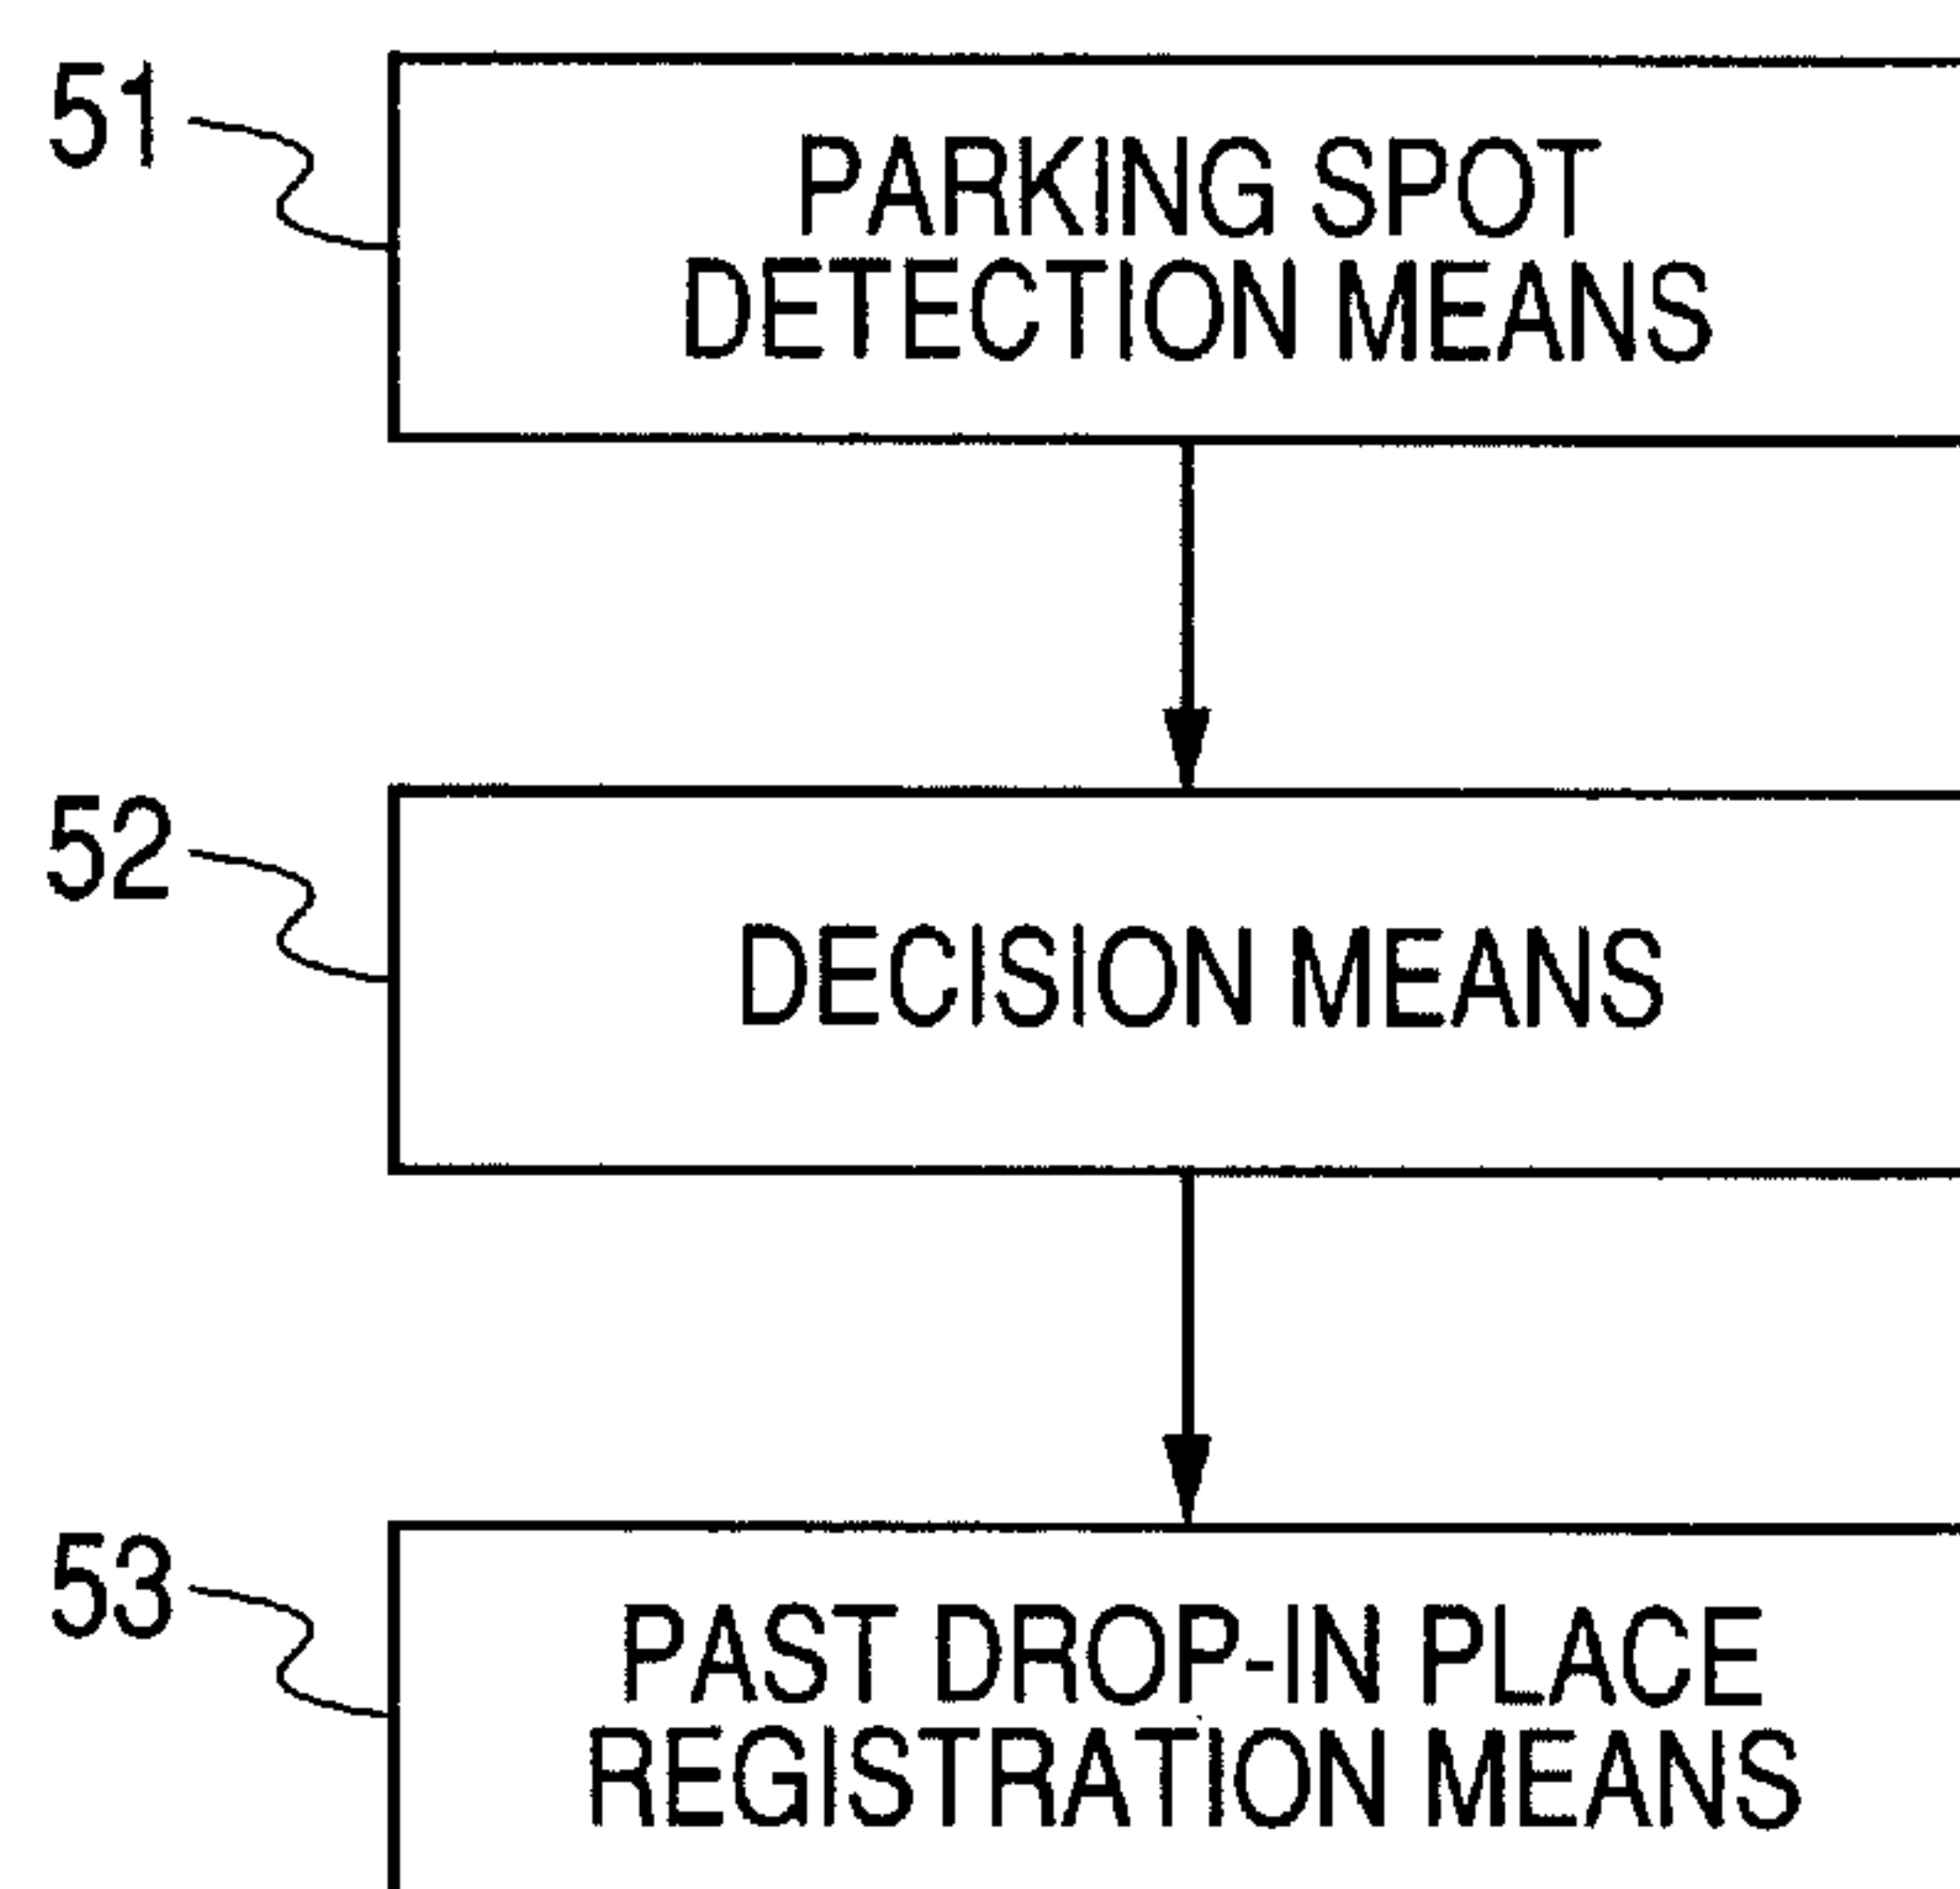 51
PARKING SPOT
DETECTION MEANS
52
DECISION MEANS
53
PAST DROP-IN PLACE
REGISTRATION MEANS